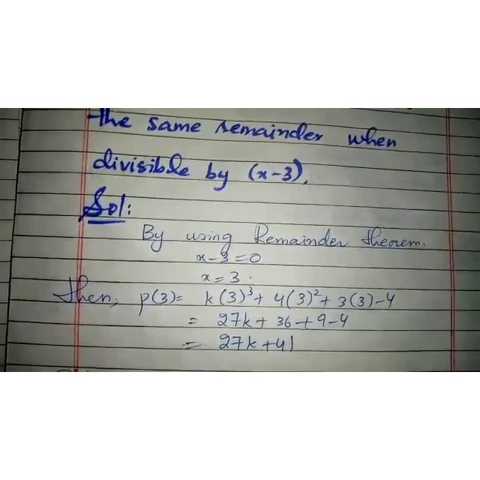 the same remainder when
divisible by (x-3).
Sol:
By using Remainder theorem.
x-3=0
x=3.
then, p(3)= k(3)³+4(3)²+3(3)-4
= 27k+36+9-4
= 27k+41